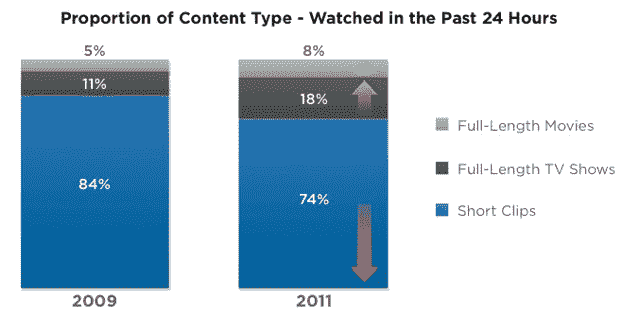 Proportion of Content Type - Watched in the Past 24 Hours
5%
8%
11%
18%
84%
74%
2009
2011
Full-Length Movies
Full-Length TV Shows
Short Clips